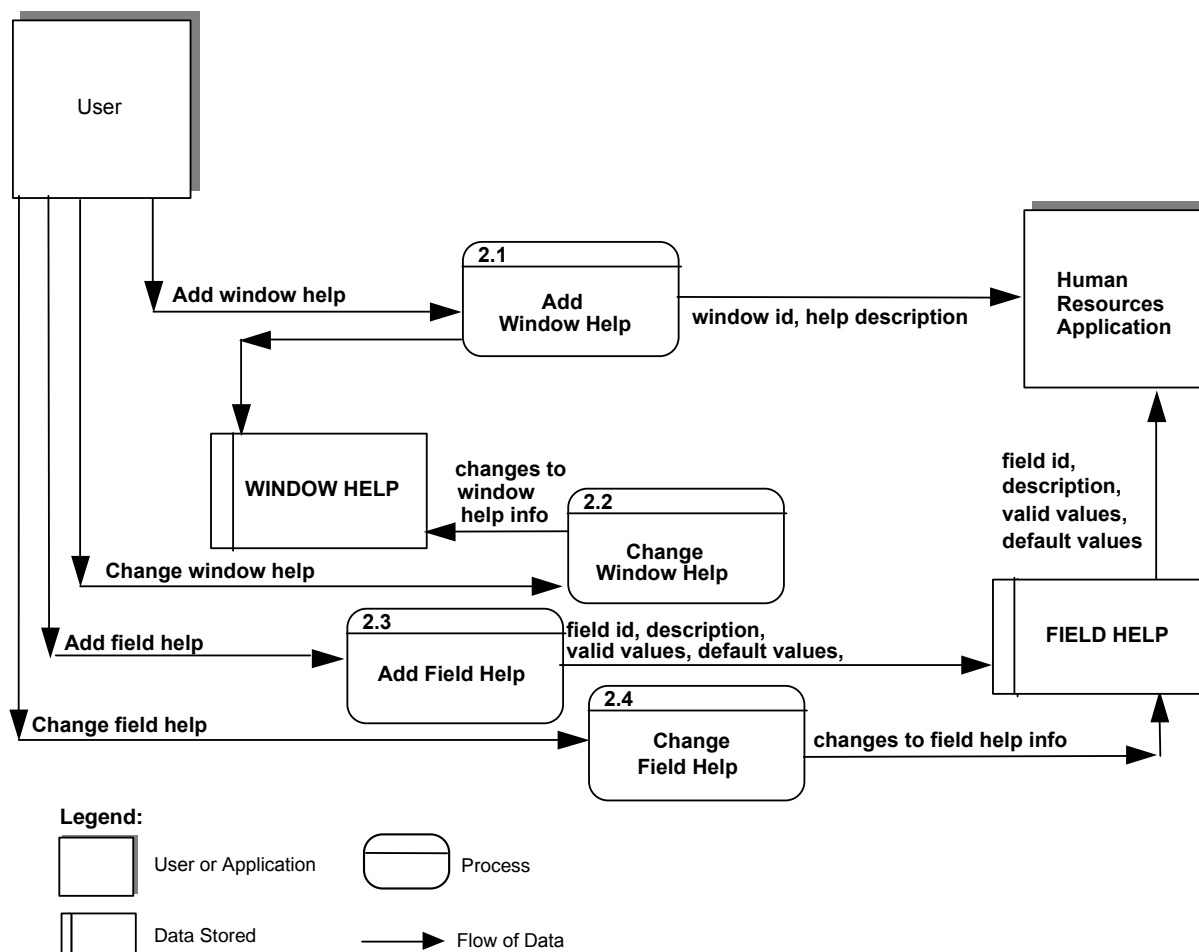 User
2.1
Add
Window Help
Add window help
window id, help description
Human
Resources
Application
WINDOW HELP
changes to
window
help info
2.2
Change
Window Help
Change window help
field id,
description,
valid values,
default values
2.3
Add Field Help
Add field help
field id, description,
valid values, default values,
FIELD HELP
2.4
Change
Field Help
Change field help
changes to field help info
Legend:
User or Application
Process
Data Stored
Flow of Data